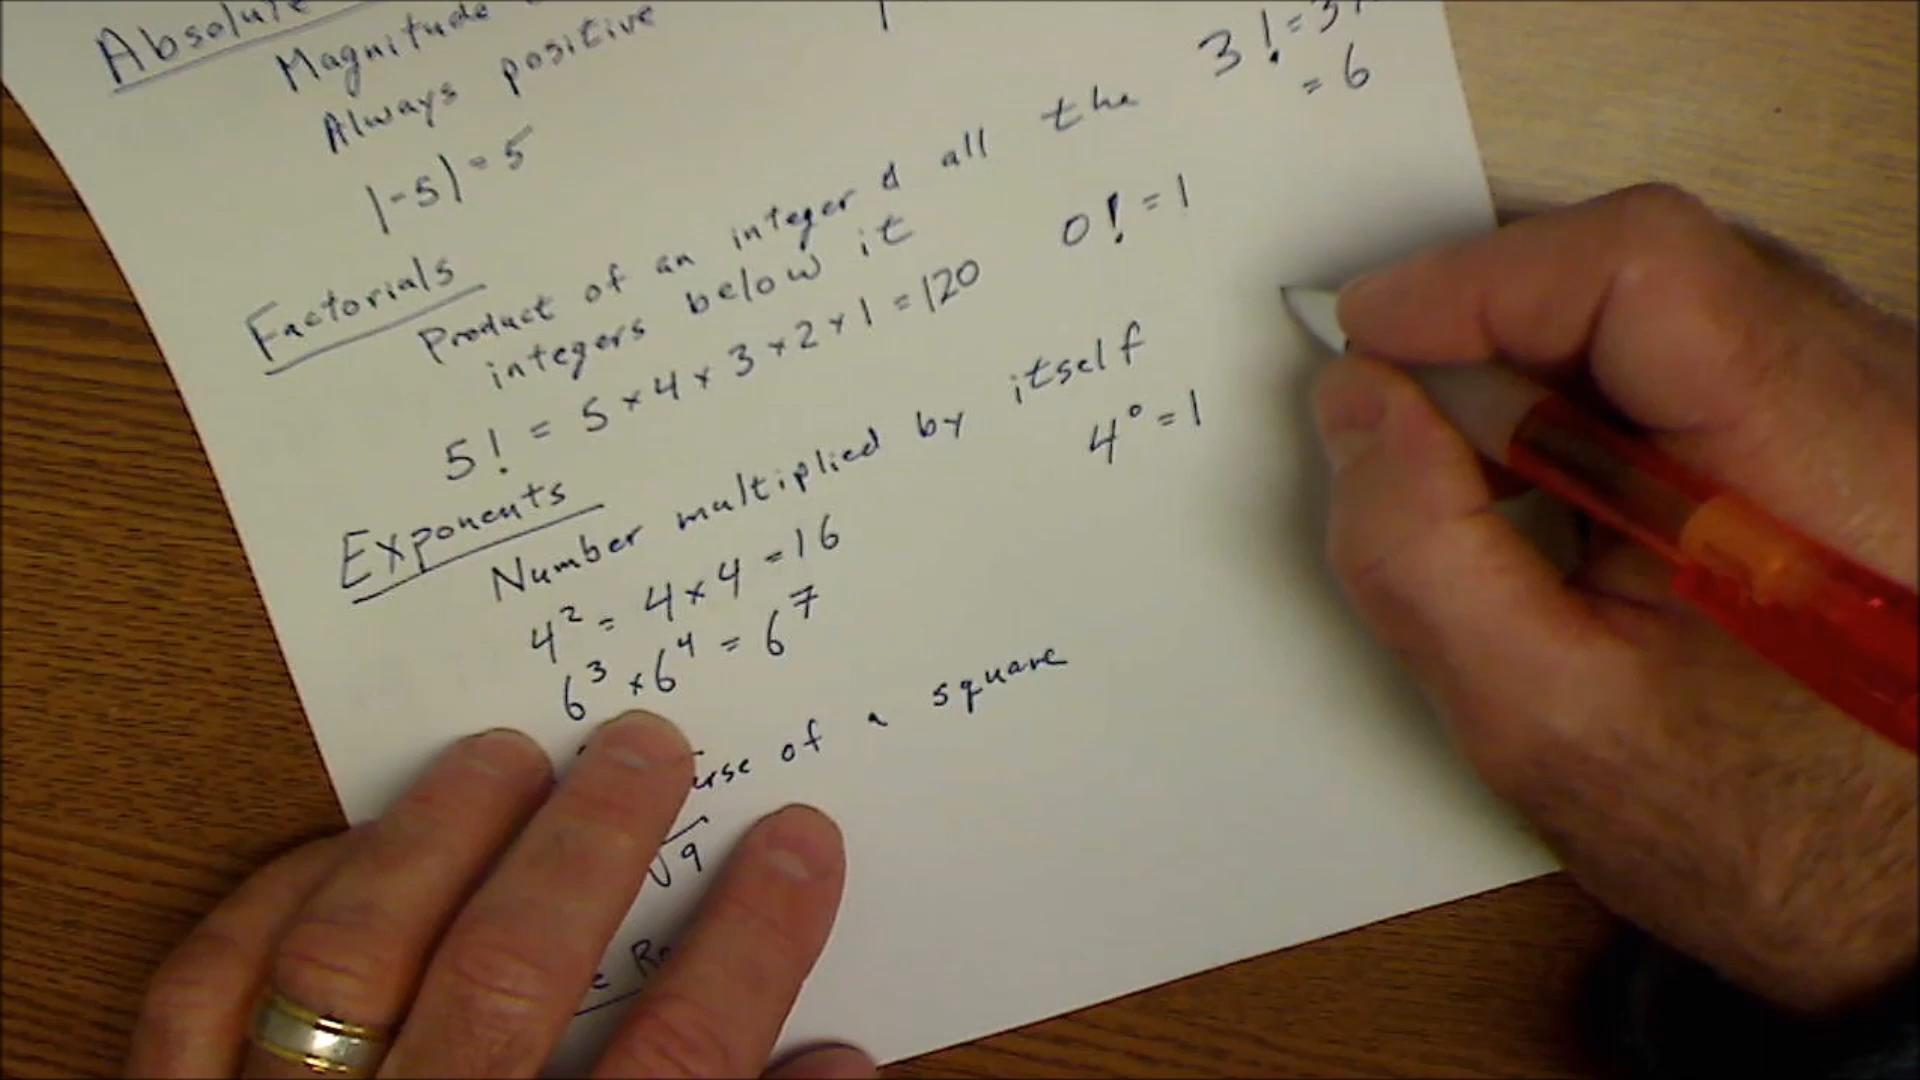 Absolute
Magnitude
Always positive
|-5| = 5
3! = 3
= 6
Factorials
Product of an integer & all the
integers below it
5! = 5 × 4 × 3 × 2 × 1 = 120
0! = 1
Exponents
Number multiplied by itself
4² = 4 × 4 = 16
4⁰ = 1
6³ × 6⁴ = 6⁷
of a square
√9